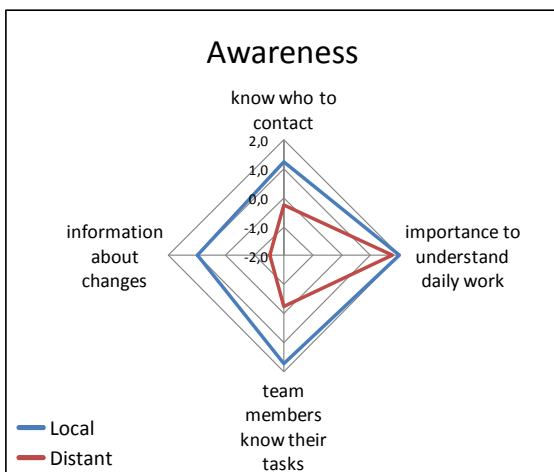 Awareness
know who to
contact
2,0
1,0
0,0
-1,0
-2,0
information
about
changes
importance to
understand
daily work
team
members
know their
tasks
Local
Distant